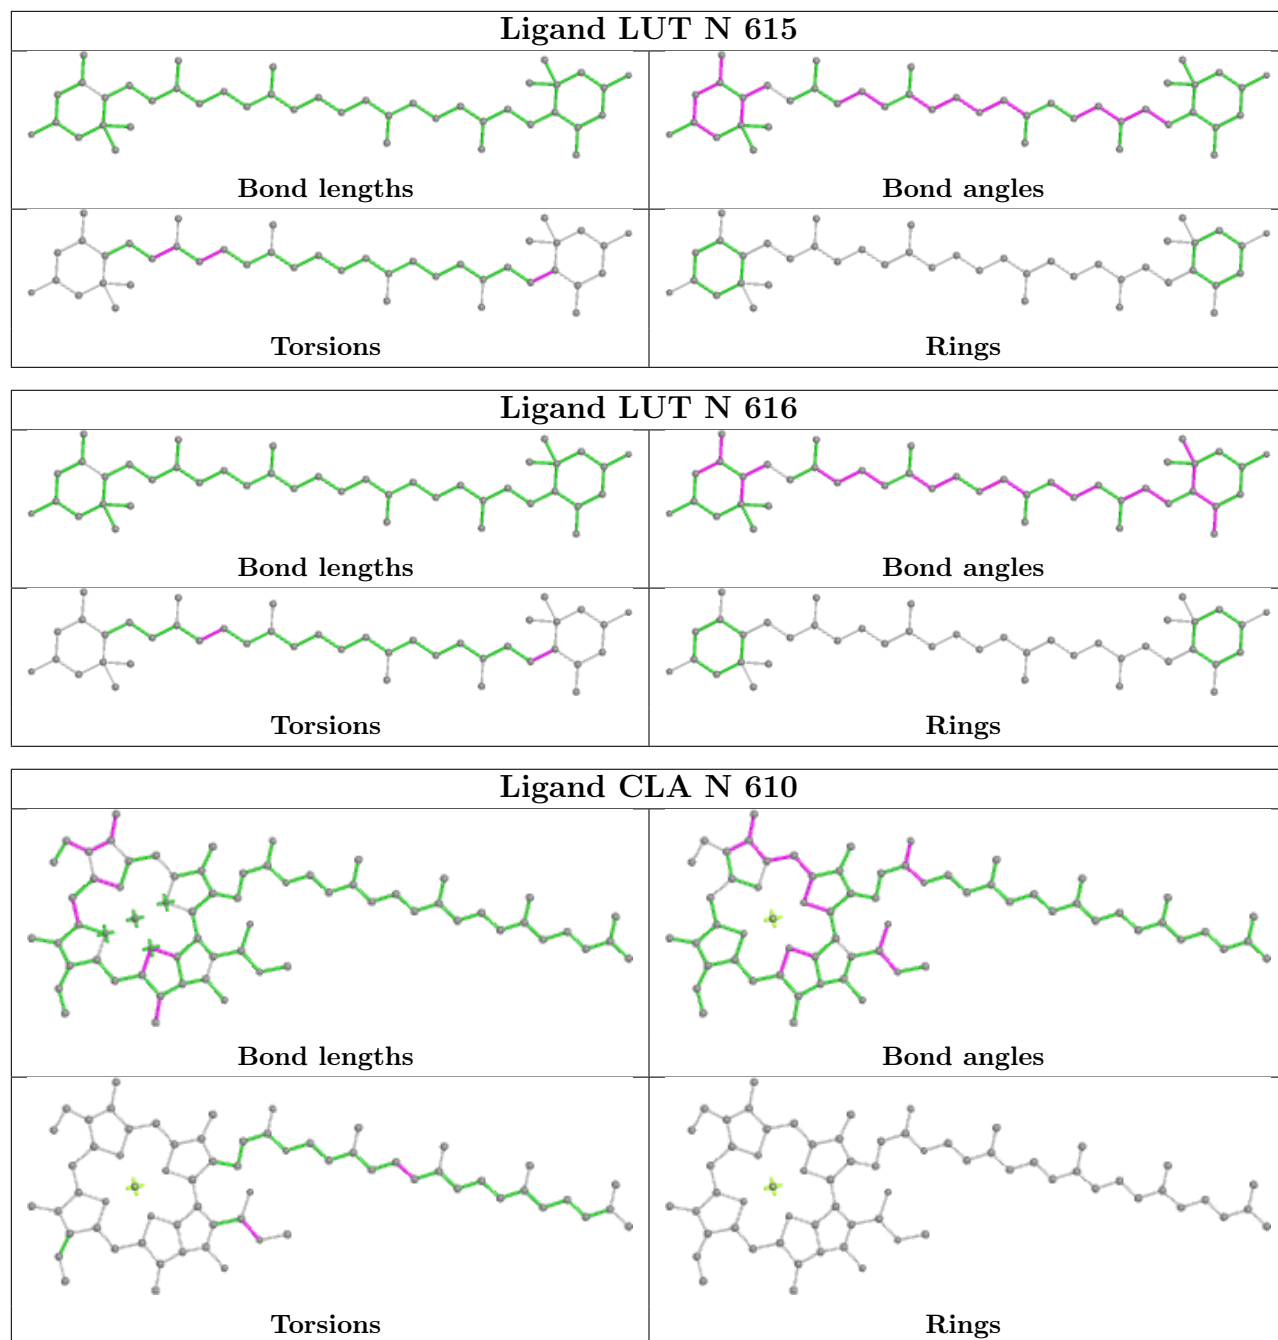 Ligand LUT N 615
Bond lengths
Bond angles
Torsions
Rings
Ligand LUT N 616
Bond lengths
Bond angles
Torsions
Rings
Ligand CLA N 610
Bond lengths
Bond angles
Torsions
Rings